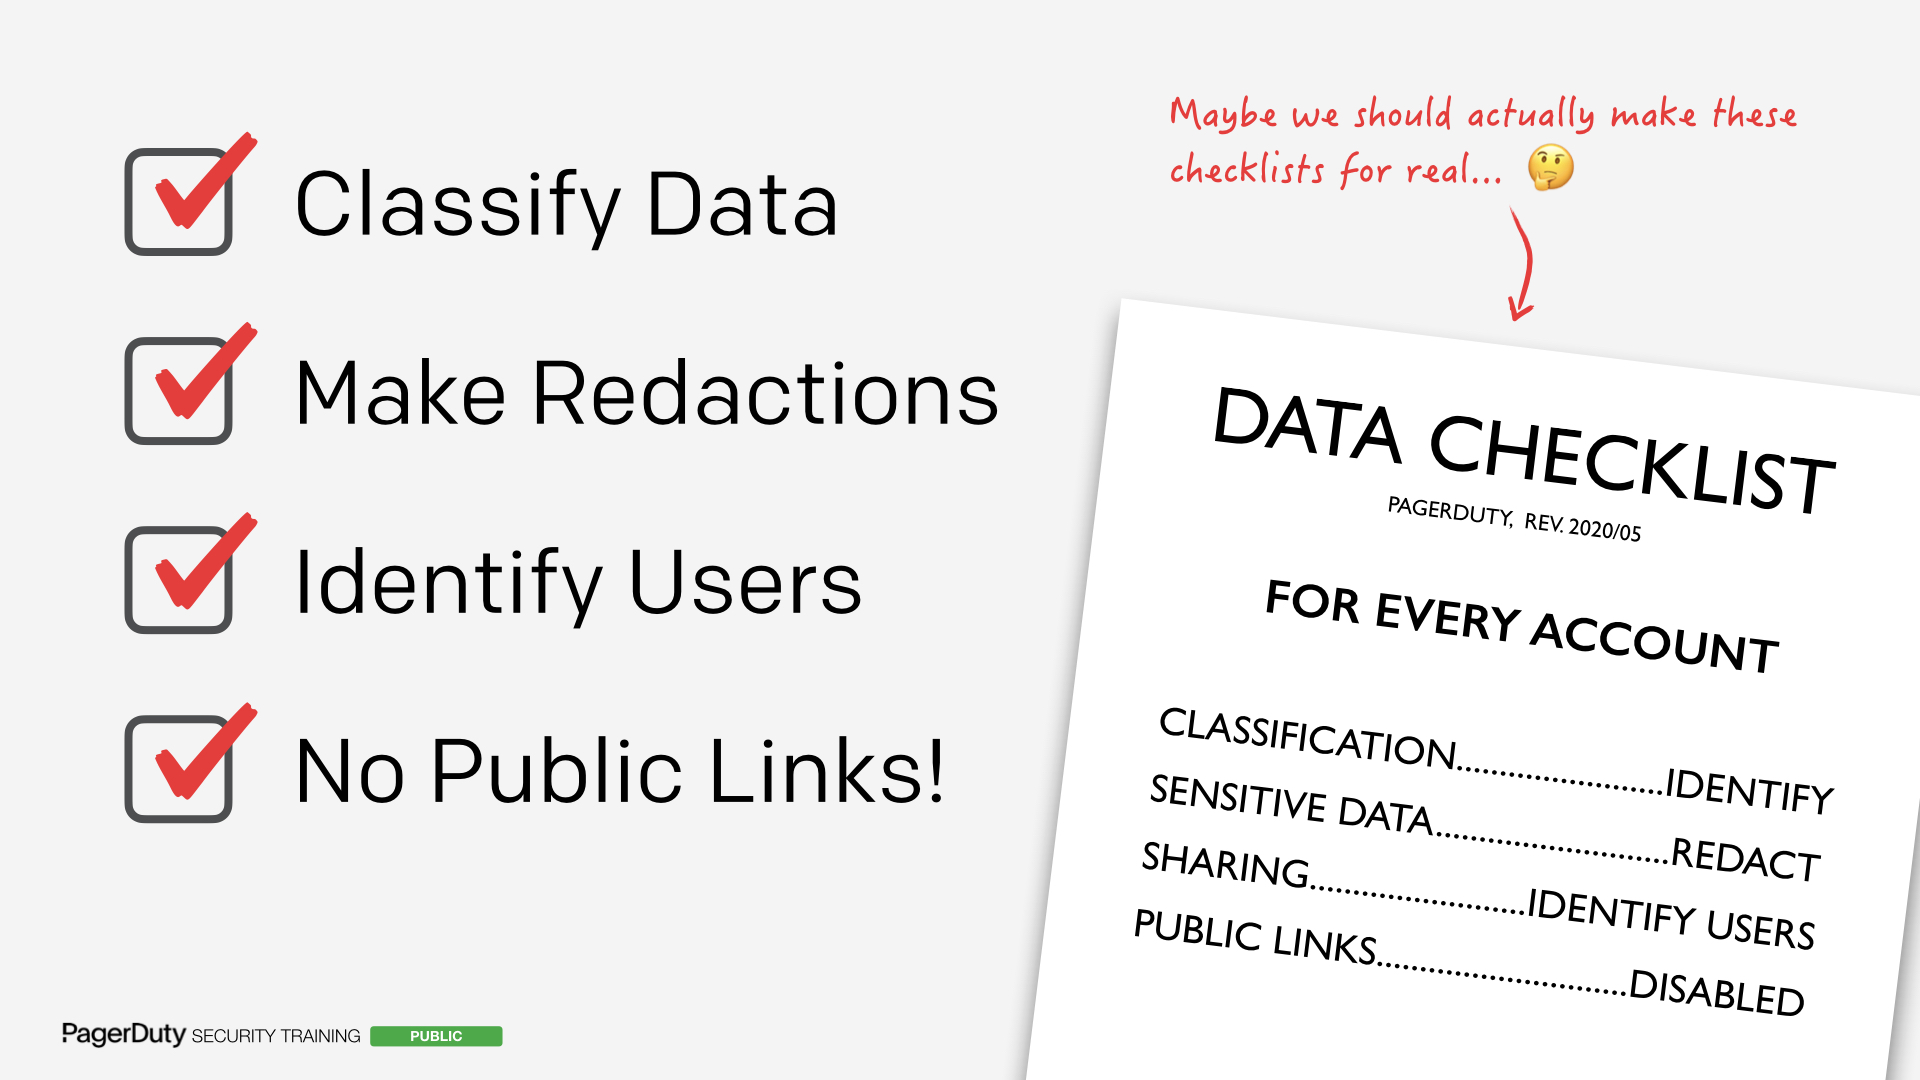 Classify Data
Make Redactions
Identify Users
No Public Links!
Maybe we should actually make these
checklists for real... 🤔
DATA CHECKLIST
PAGERDUTY, REV. 2020/05
FOR EVERY ACCOUNT
CLASSIFICATION.......................IDENTIFY
SENSITIVE DATA..........................REDACT
SHARING........................IDENTIFY USERS
PUBLIC LINKS............................DISABLED
PagerDuty SECURITY TRAINING PUBLIC